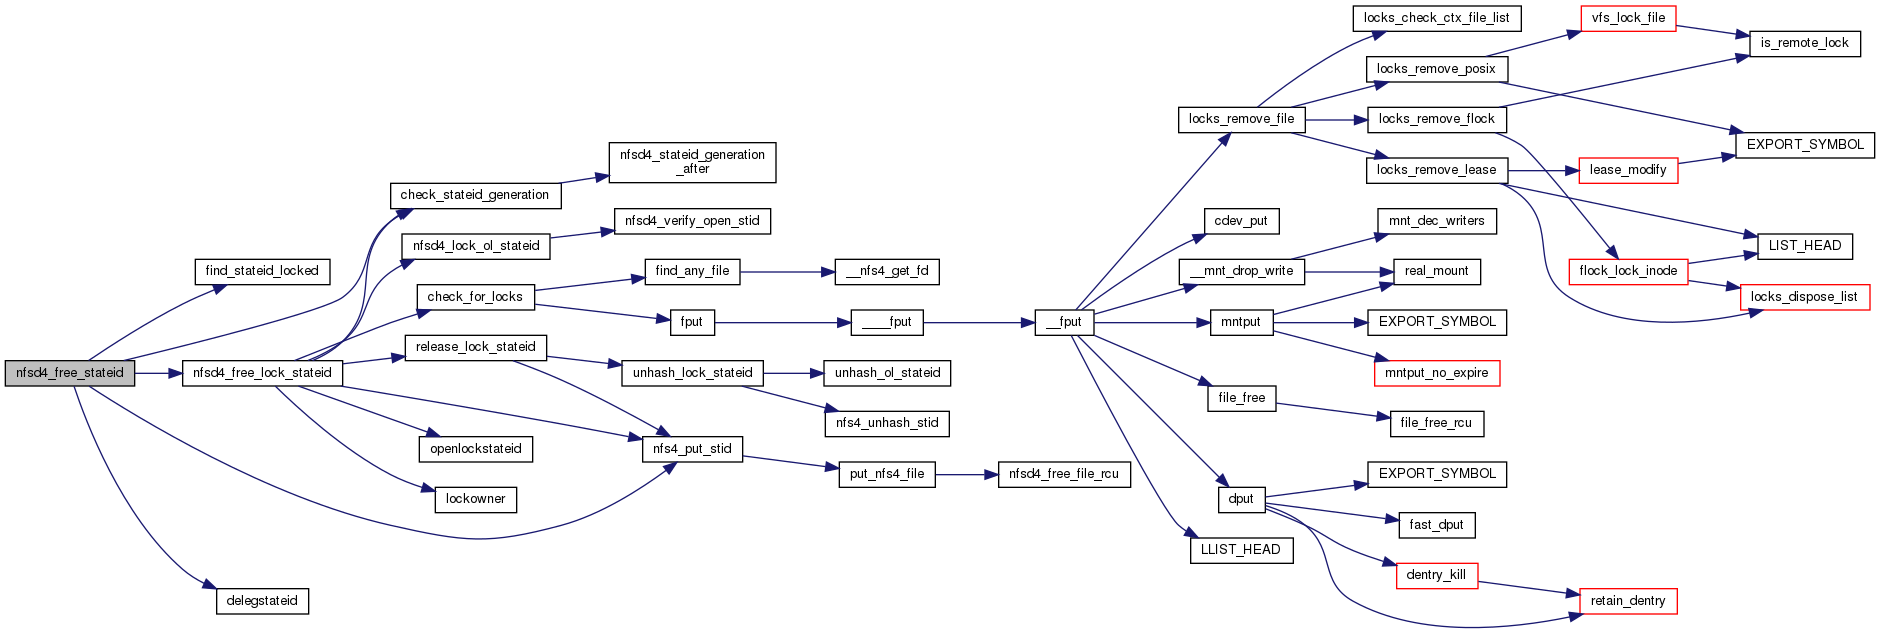 locks_check_ctx_file_list
vfs_lock_file
is_remote_lock
locks_remove_posix
locks_remove_file
locks_remove_flock
EXPORT_SYMBOL
nfsd4_stateid_generation
_after
locks_remove_lease
lease_modify
check_stateid_generation
nfsd4_verify_open_stid
cdev_put
mnt_dec_writers
nfsd4_lock_ol_stateid
LIST_HEAD
find_stateid_locked
find_any_file
__nfs4_get_fd
__mnt_drop_write
real_mount
flock_lock_inode
check_for_locks
locks_dispose_list
fput
____fput
__fput
mntput
EXPORT_SYMBOL
release_lock_stateid
nfsd4_free_stateid
nfsd4_free_lock_stateid
unhash_lock_stateid
unhash_ol_stateid
mntput_no_expire
file_free
nfs4_unhash_stid
file_free_rcu
openlockstateid
nfs4_put_stid
put_nfs4_file
nfsd4_free_file_rcu
EXPORT_SYMBOL
lockowner
dput
fast_dput
LLIST_HEAD
dentry_kill
delegstateid
retain_dentry